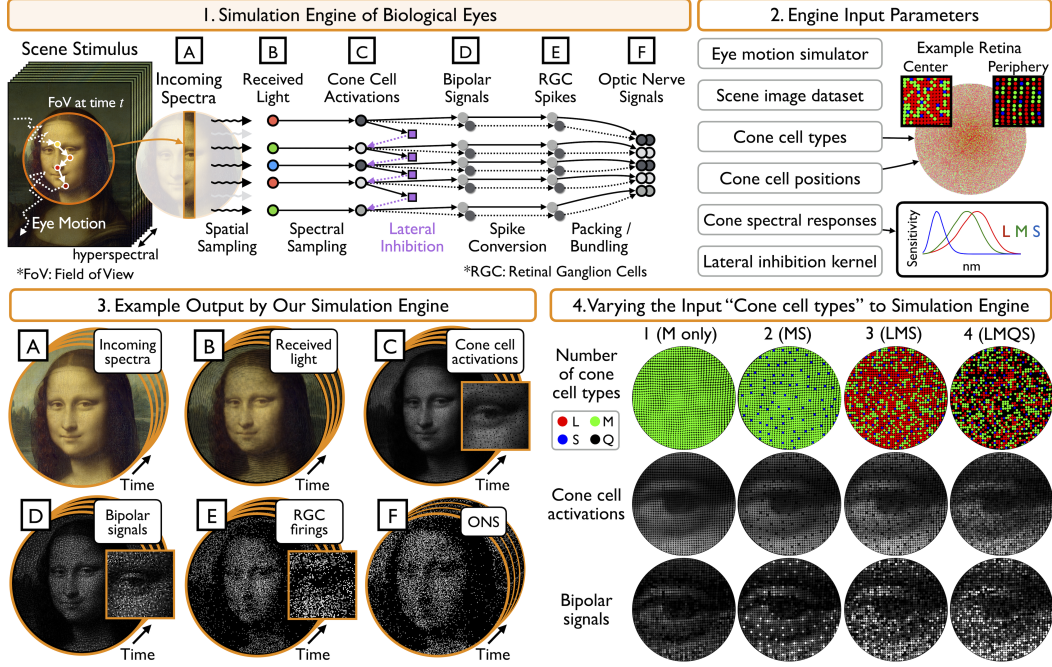 1. Simulation Engine of Biological Eyes
Scene Stimulus
FoV at time t
Eye Motion
hyperspectral
*FoV: Field of View
A
Incoming
Spectra
B
Received
Light
C
Cone Cell
Activations
D
Bipolar
Signals
E
RGC
Spikes
F
Optic Nerve
Signals
Spatial
Sampling
Spectral
Sampling
Lateral
Inhibition
Spike
Conversion
Packing /
Bundling
*RGC: Retinal Ganglion Cells
2. Engine Input Parameters
Eye motion simulator
Scene image dataset
Cone cell types
Cone cell positions
Cone spectral responses
Lateral inhibition kernel
Example Retina
Center
Periphery
Sensitivity
L M S
nm
3. Example Output by Our Simulation Engine
A
Incoming
spectra
Time
B
Received
light
Time
C
Cone cell
activations
Time
D
Bipolar
signals
Time
E
RGC
firings
Time
F
ONS
Time
4. Varying the Input “Cone cell types” to Simulation Engine
1 (M only)
2 (MS)
3 (LMS)
4 (LMQS)
Number
of cone
cell types
L
M
S
Q
Cone cell
activations
Bipolar
signals